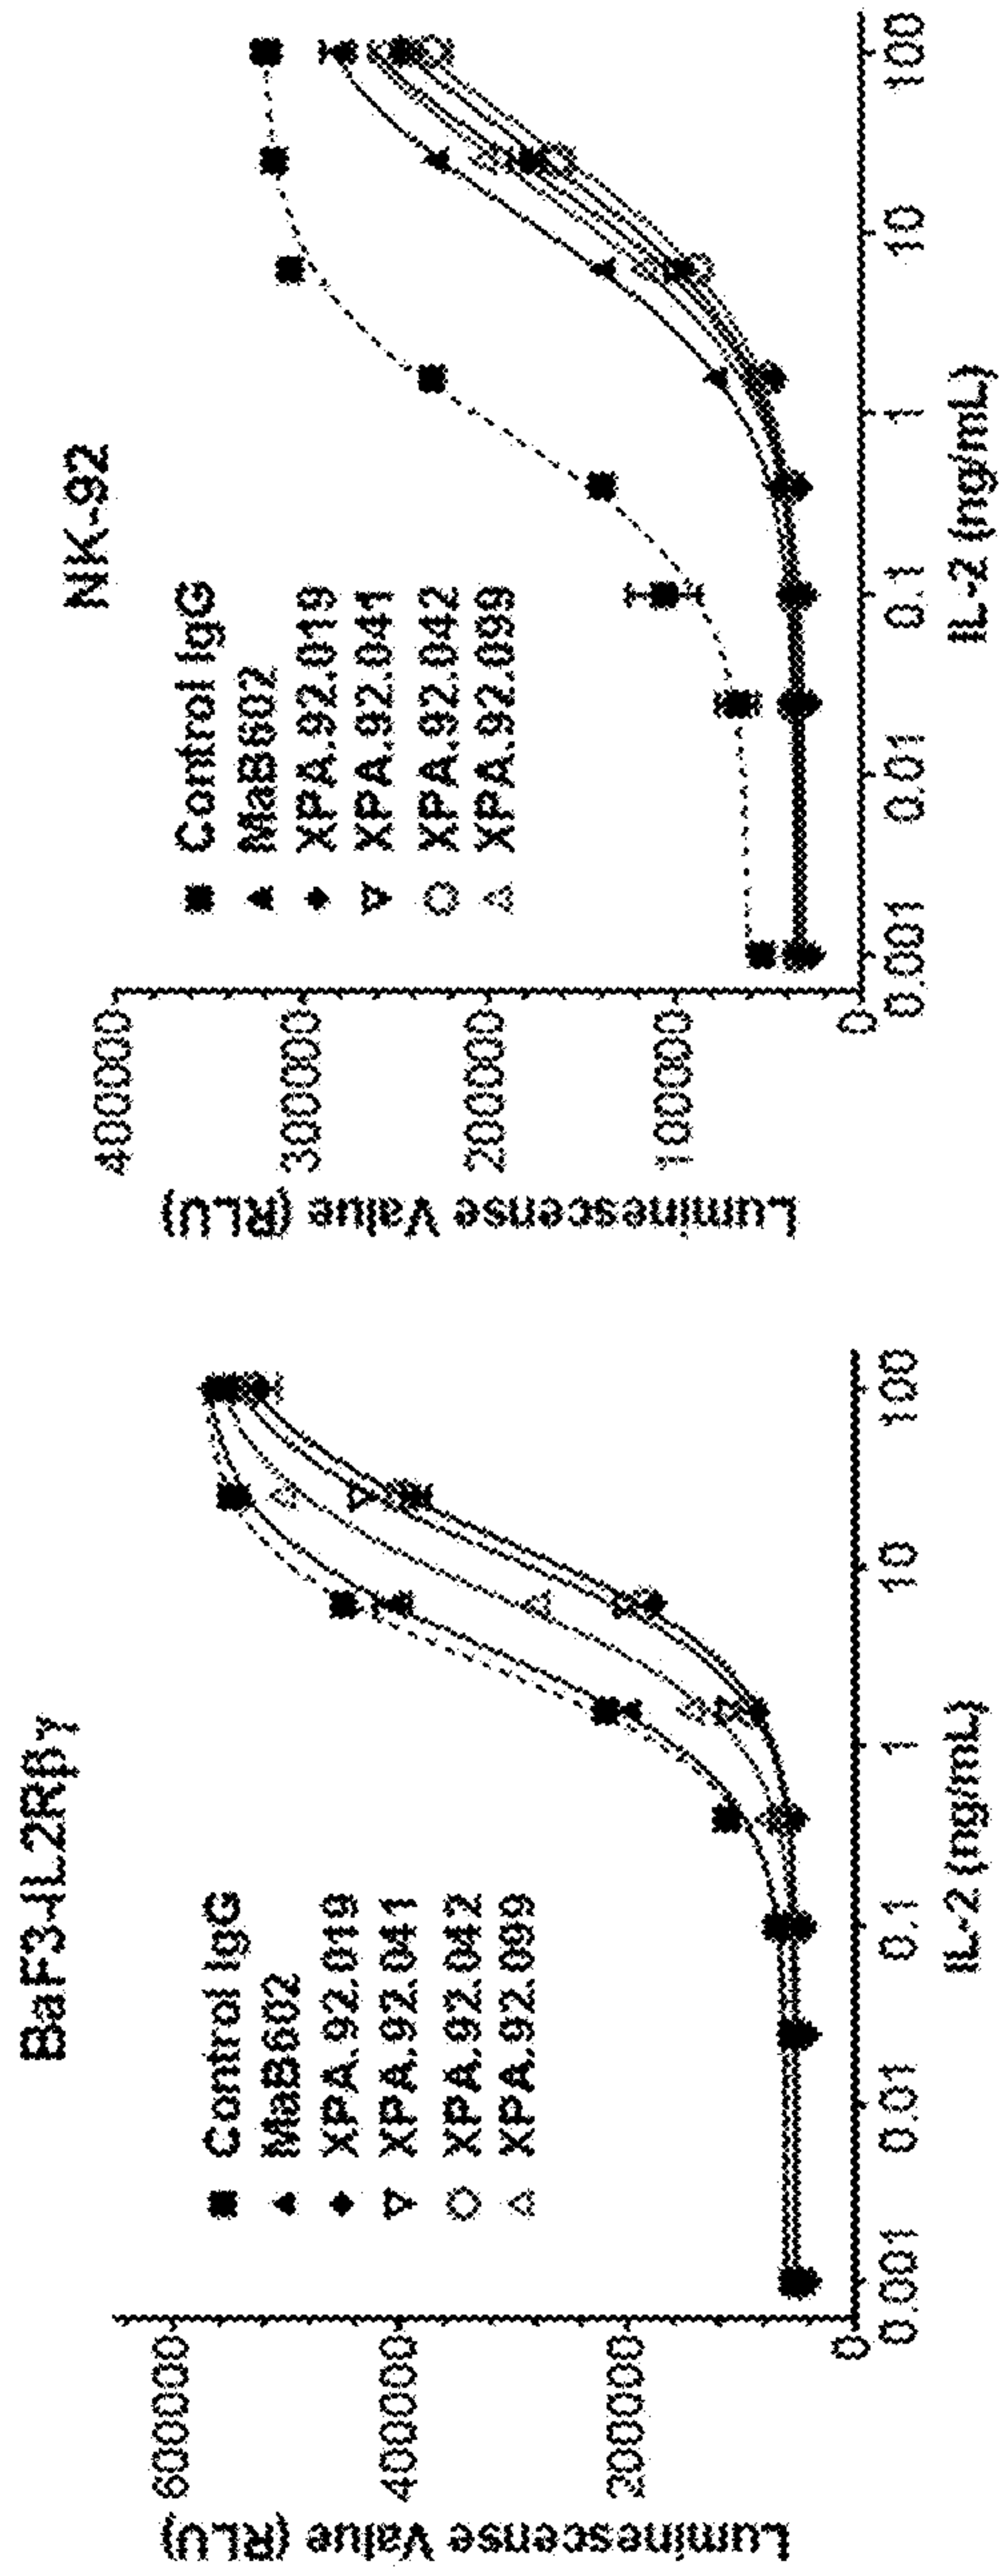 BaF3-IL2Rβγ
Luminescense Value (RLU)
600000
400000
200000
0
Control IgG
MaB602
XPA.92.019
XPA.92.041
XPA.92.042
XPA.92.099
0.001 0.01 0.1 1 10 100
IL-2 (ng/mL)
NK-92
Luminescense Value (RLU)
400000
300000
200000
100000
0
Control IgG
MaB602
XPA.92.019
XPA.92.041
XPA.92.042
XPA.92.099
0.001 0.01 0.1 1 10 100
IL-2 (ng/mL)